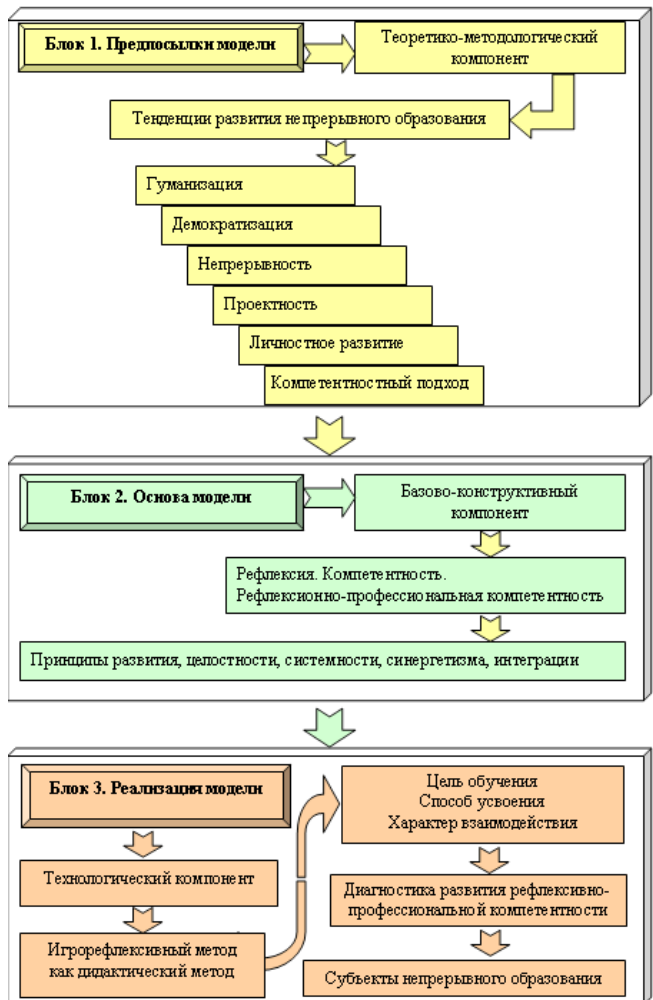 Блок 1. Предпосылки модели
Теоретико-методологический
компонент
Тенденции развития непрерывного образования
Гуманизация
Демократизация
Непрерывность
Проектность
Личностное развитие
Компетентностный подход
Блок 2. Основа модели
Базово-конструктивный
компонент
Рефлексия. Компетентность.
Рефлексионно-профессиональная компетентность
Принципы развития, целостности, системности, синергетизма, интеграции
Блок 3. Реализация модели
Технологический компонент
Игрорефлексивный метод
как дидактический метод
Цель обучения
Способ усвоения
Характер взаимодействия
Диагностика развития рефлексивно-
профессиональной компетентности
Субъекты непрерывного образования